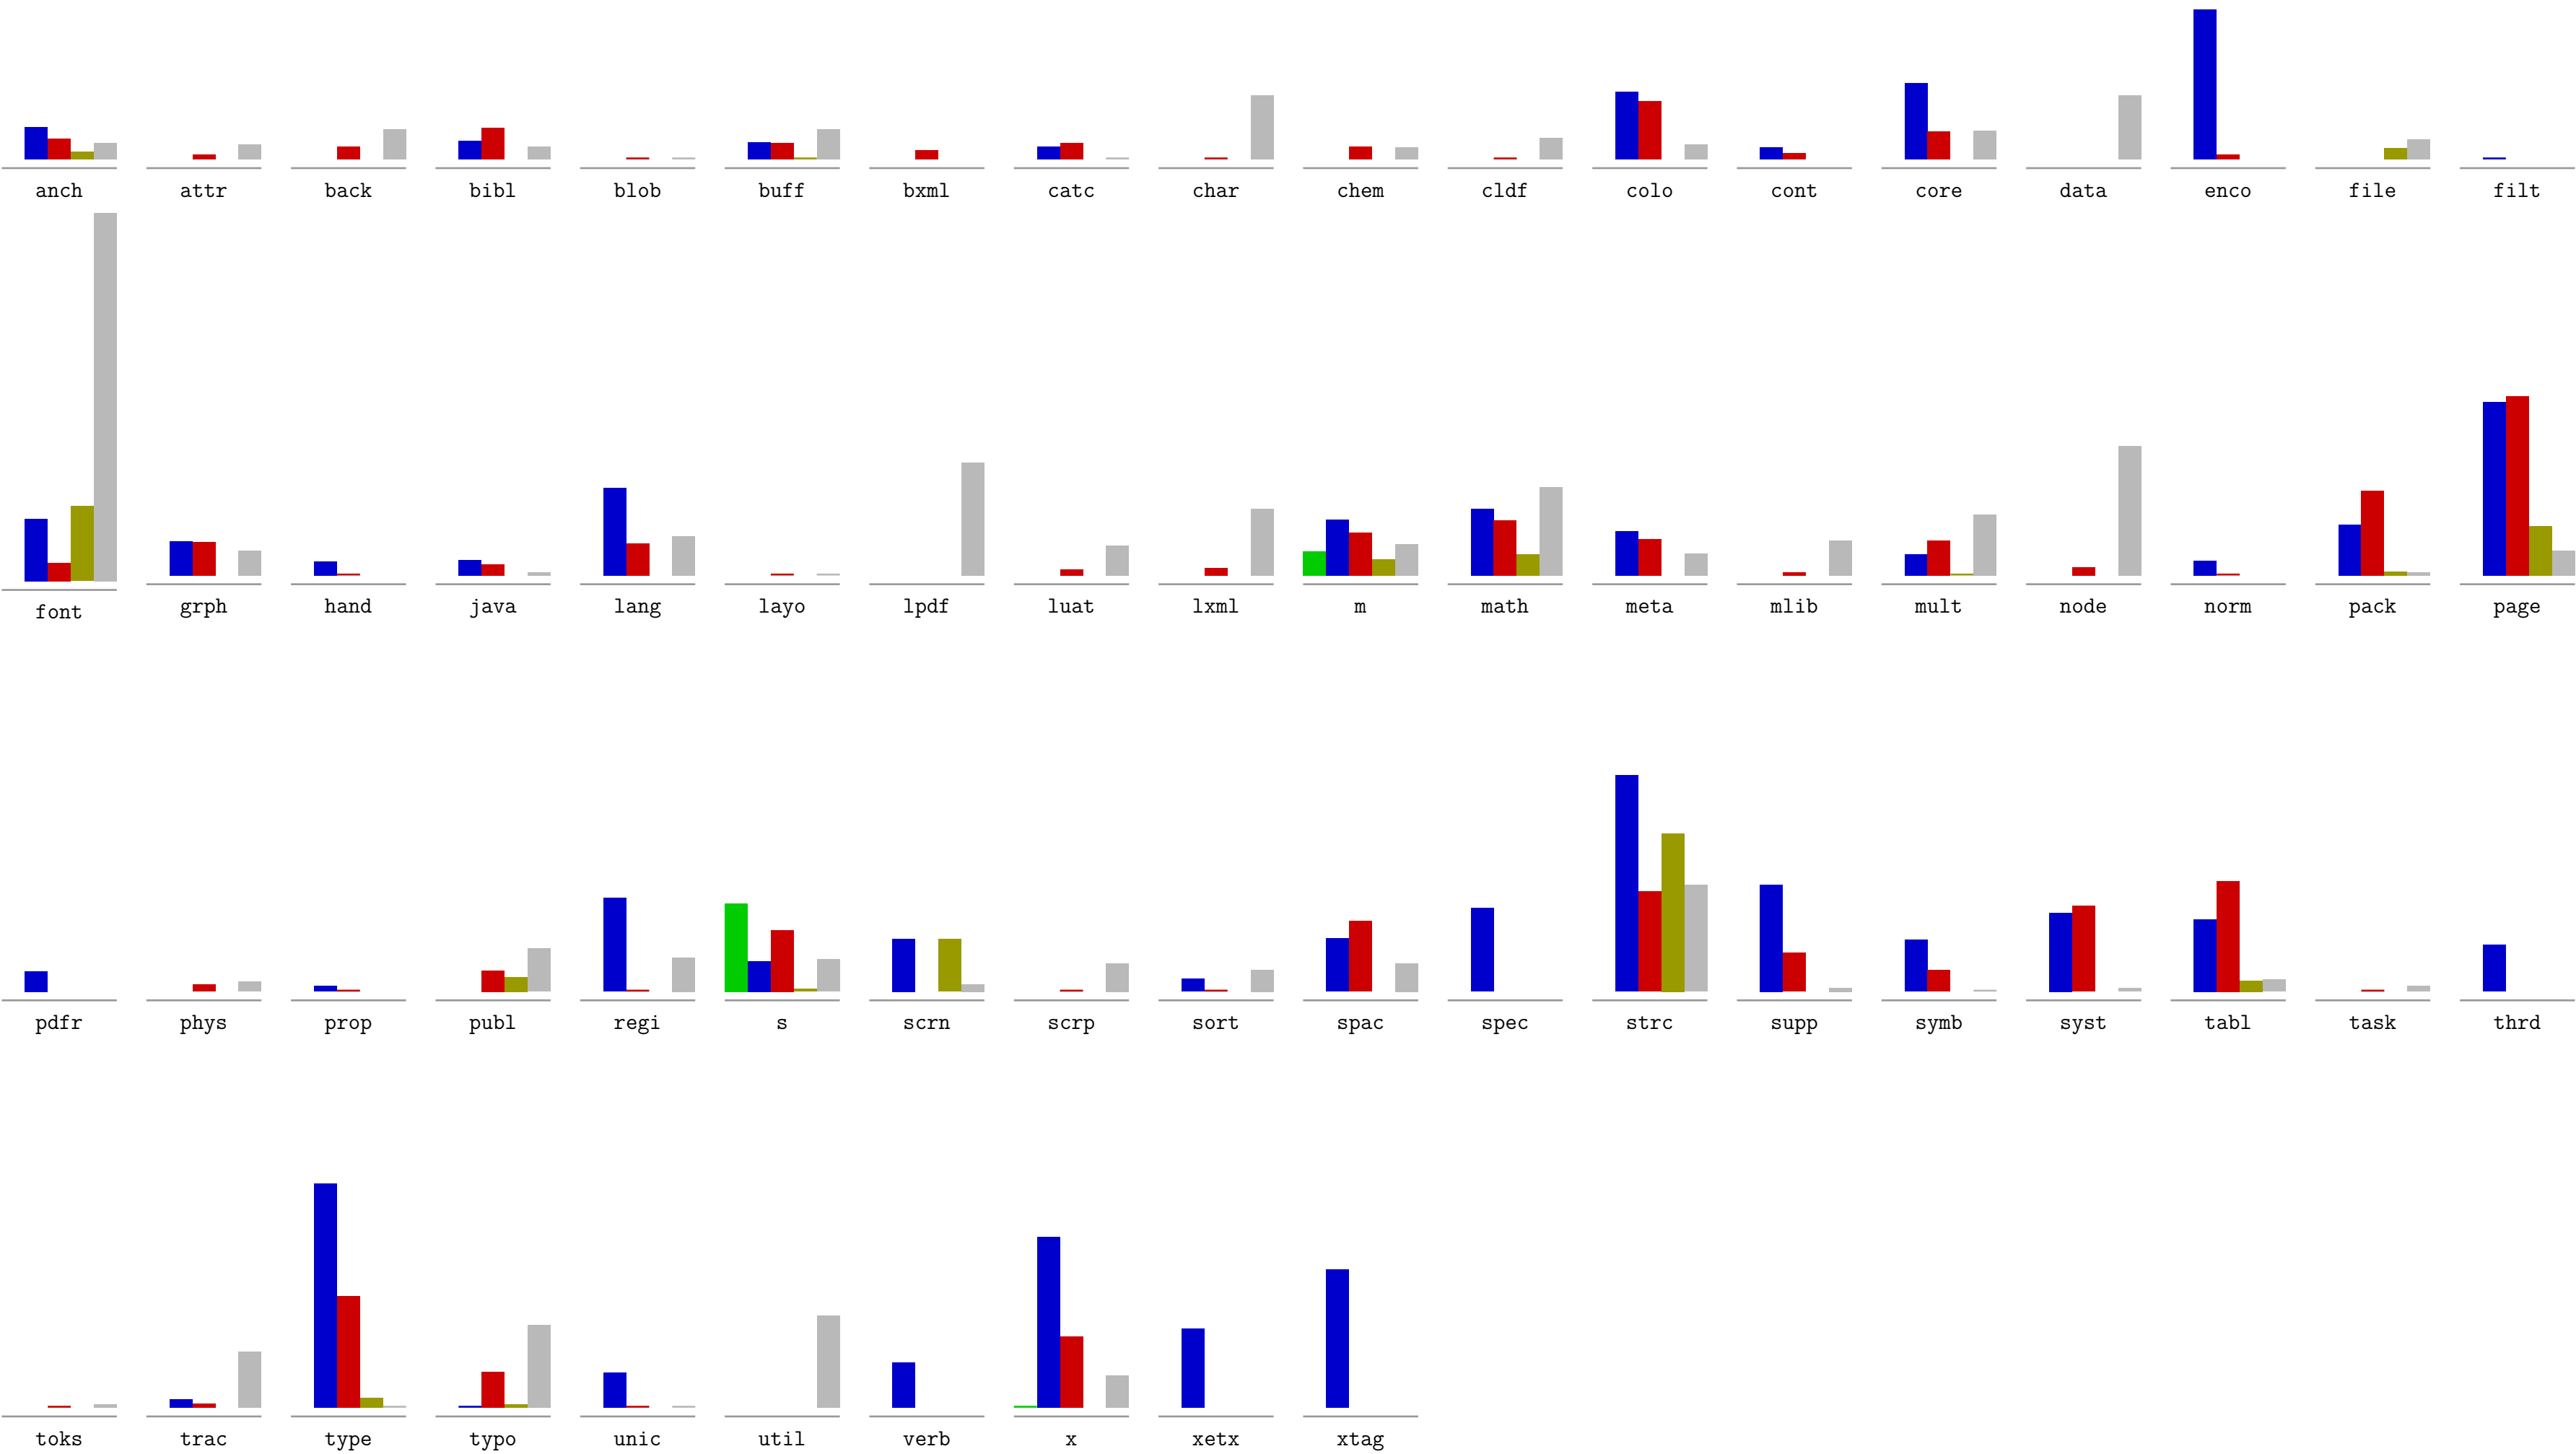 anch attr back bibl blob buff bxml catc char chem cldf colo cont core data enco file filt
font grph hand java lang layo lpdf luat lxml m math meta mlib mult node norm pack page
pdfr phys prop publ regi s scrn scrp sort spac spec strc supp symb syst tabl task thrd
toks trac type typo unic util verb x xetx xtag